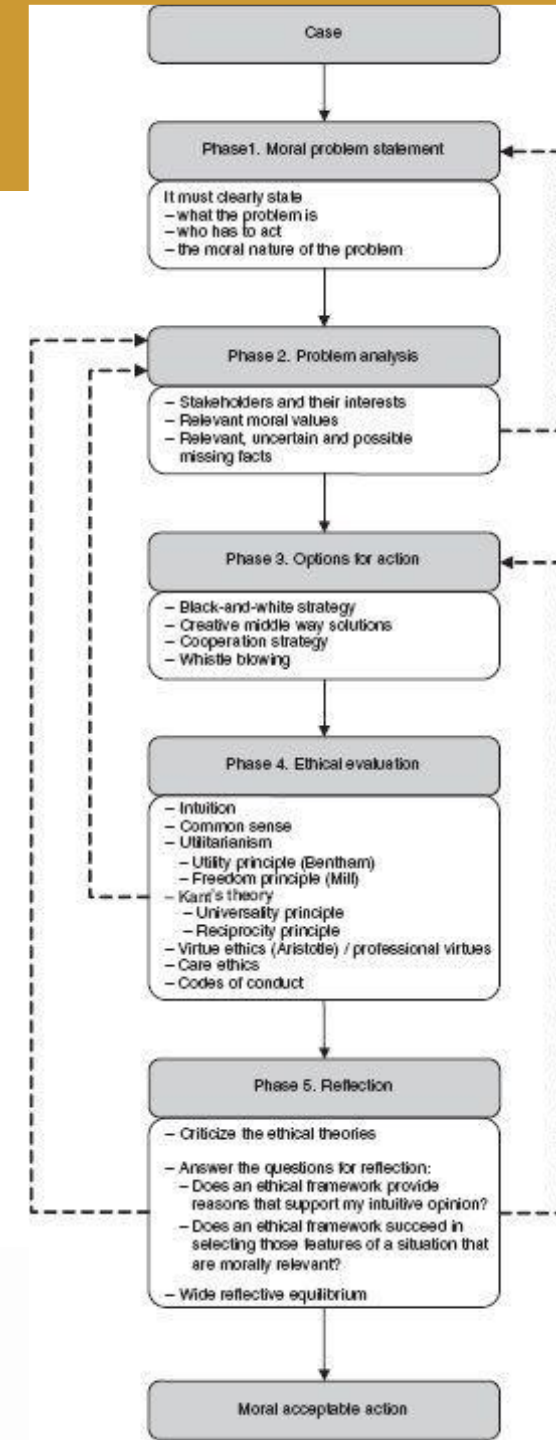 Case
Phase1. Moral problem statement
It must clearly state
– what the problem is
– who has to act
– the moral nature of the problem
Phase 2. Problem analysis
– Stakeholders and their interests
– Relevant moral values
– Relevant, uncertain and possible
missing facts
Phase 3. Options for action
– Black-and-white strategy
– Creative middle way solutions
– Cooperation strategy
– Whistle blowing
Phase 4. Ethical evaluation
– Intuition
– Common sense
– Utilitarianism
– Utility principle (Bentham)
– Freedom principle (Mill)
– Kant's theory
– Universality principle
– Reciprocity principle
– Virtue ethics (Aristotle) / professional virtues
– Care ethics
– Codes of conduct
Phase 5. Reflection
– Criticize the ethical theories
– Answer the questions for reflection:
– Does an ethical framework provide
reasons that support my intuitive opinion?
– Does an ethical framework succeed in
selecting those features of a situation that
are morally relevant?
– Wide reflective equilibrium
Moral acceptable action